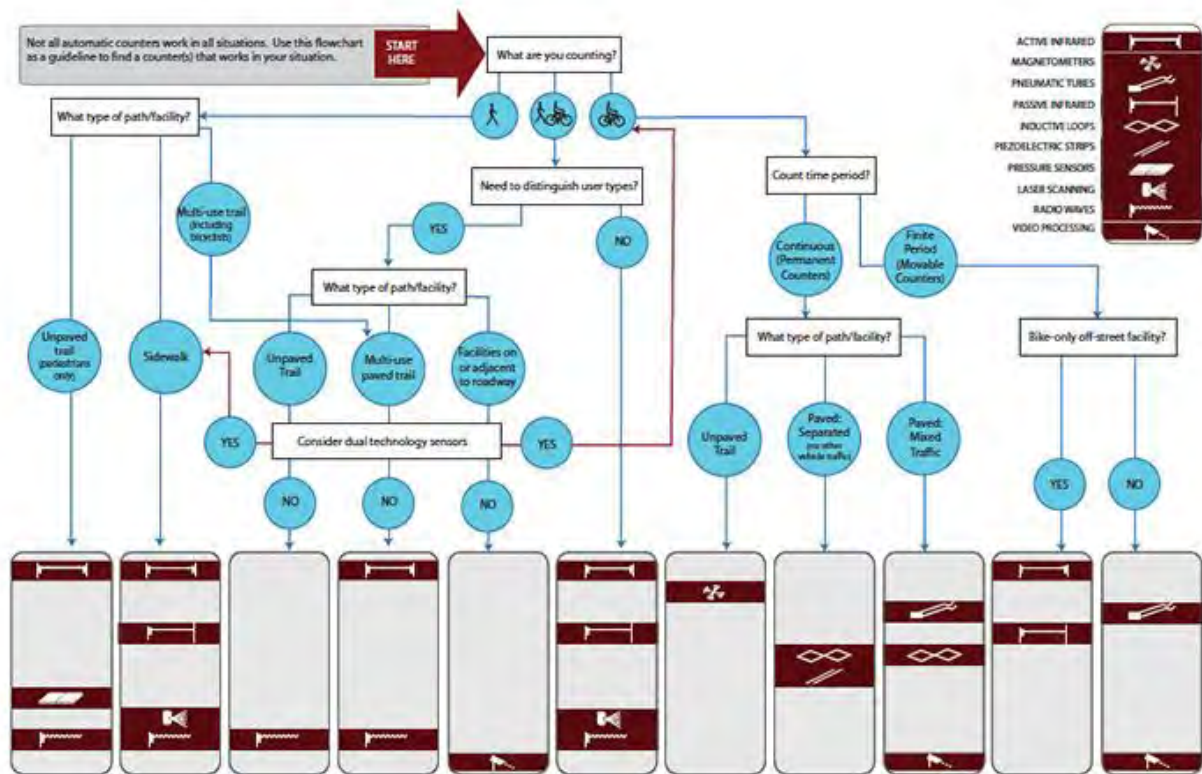 Not all automatic counters work in all situations. Use this flowchart
as a guideline to find a counter(s) that works in your situation.
START
HERE
What are you counting?
ACTIVE INFRARED
MAGNETOMETERS
PNEUMATIC TUBES
PASSIVE INFRARED
INDUCTIVE LOOPS
PIEZOELECTRIC STRIPS
PRESSURE SENSORS
LASER SCANNING
RADIO WAVES
VIDEO PROCESSING
What type of path/facility?
Need to distinguish user types?
Count time period?
Multi-use trail
(including
bicyclists)
YES
NO
Continuous
(Permanent
Counters)
Finite
Period
(Movable
Counters)
What type of path/facility?
What type of path/facility?
Bike-only off-street facility?
Unpaved
trail
(pedestrians
only)
Sidewalk
Unpaved
Trail
Multi-use
paved trail
Facilities on
or adjacent
to roadway
Unpaved
Trail
Paved:
Separated
(no other
vehicle traffic)
Paved:
Mixed
Traffic
YES
Consider dual technology sensors
YES
NO
NO
NO
YES
NO